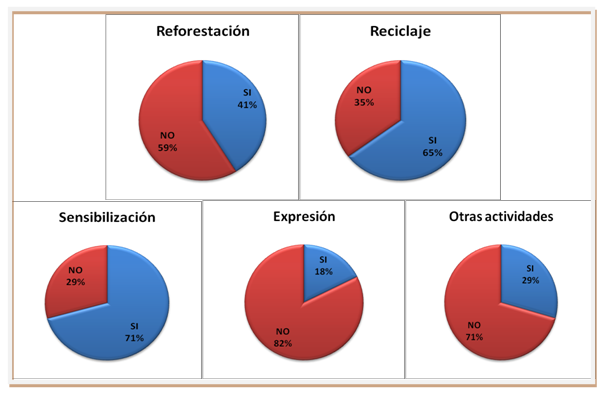 Reforestación
SI
41%
NO
59%
Reciclaje
NO
35%
SI
65%
Sensibilización
NO
29%
SI
71%
Expresión
SI
18%
NO
82%
Otras actividades
SI
29%
NO
71%